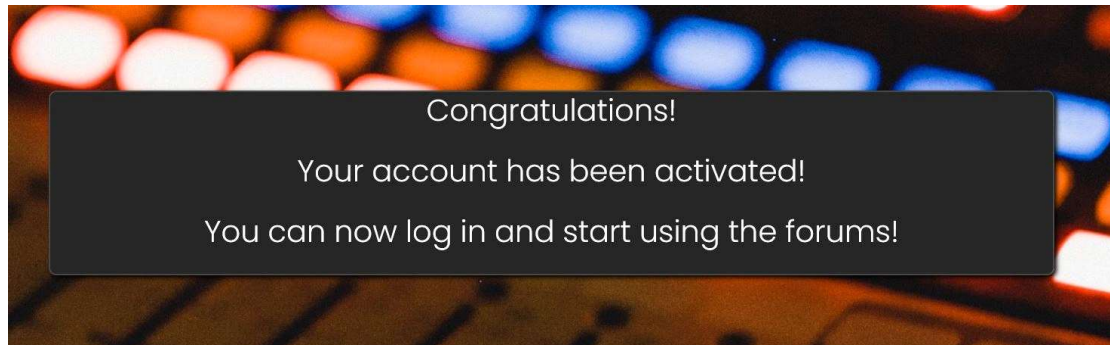 Congratulations!
Your account has been activated!
You can now log in and start using the forums!